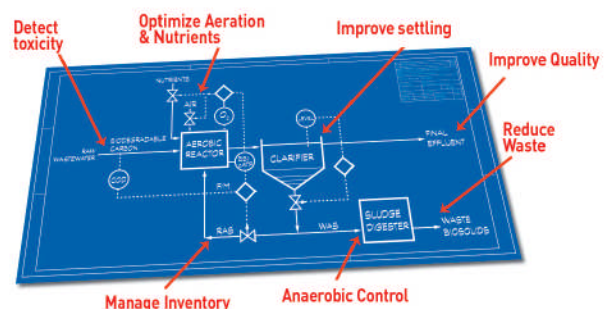 Detect
toxicity
Optimize Aeration
& Nutrients
Improve settling
Improve Quality
Reduce
Waste
NUTRIENTS
AIR
O2
BIODEGRADABLE
CARBON
RAW
WASTEWATER
AEROBIC
REACTOR
CLARIFIER
FINAL
EFFLUENT
COD
F/M
RAS
WAS
SLUDGE
DIGESTER
WASTE
BIOSOLIDS
Manage Inventory
Anaerobic Control